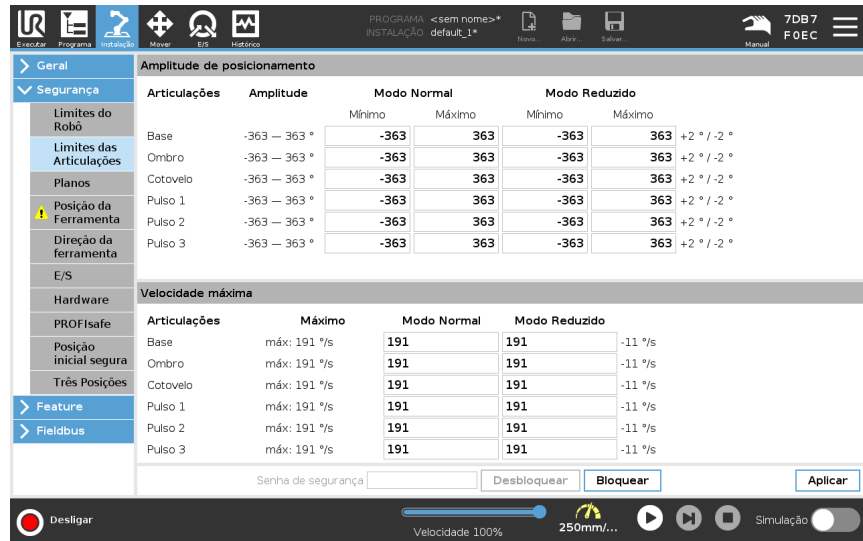 PROGRAMA <sem nome>*
INSTALAÇÃO default_1*
7DB7
F0EC
Executar Programa Instalação Mover E/S Histórico Novo... Abrir... Salvar... Manual
Geral
Segurança
Limites do
Robô
Limites das
Articulações
Planos
Posição da
Ferramenta
Direção da
ferramenta
E/S
Hardware
PROFIsafe
Posição
inicial segura
Três Posições
Feature
Fieldbus
Amplitude de posicionamento
Articulações Amplitude Modo Normal Modo Reduzido
Mínimo Máximo Mínimo Máximo
Base -363 — 363 ° -363 363 -363 363 +2 ° / -2 °
Ombro -363 — 363 ° -363 363 -363 363 +2 ° / -2 °
Cotovelo -363 — 363 ° -363 363 -363 363 +2 ° / -2 °
Pulso 1 -363 — 363 ° -363 363 -363 363 +2 ° / -2 °
Pulso 2 -363 — 363 ° -363 363 -363 363 +2 ° / -2 °
Pulso 3 -363 — 363 ° -363 363 -363 363 +2 ° / -2 °
Velocidade máxima
Articulações Máximo Modo Normal Modo Reduzido
Base máx: 191 °/s 191 191 -11 °/s
Ombro máx: 191 °/s 191 191 -11 °/s
Cotovelo máx: 191 °/s 191 191 -11 °/s
Pulso 1 máx: 191 °/s 191 191 -11 °/s
Pulso 2 máx: 191 °/s 191 191 -11 °/s
Pulso 3 máx: 191 °/s 191 191 -11 °/s
Senha de segurança Desbloquear Bloquear Aplicar
Desligar Velocidade 100% 250mm/... Simulação